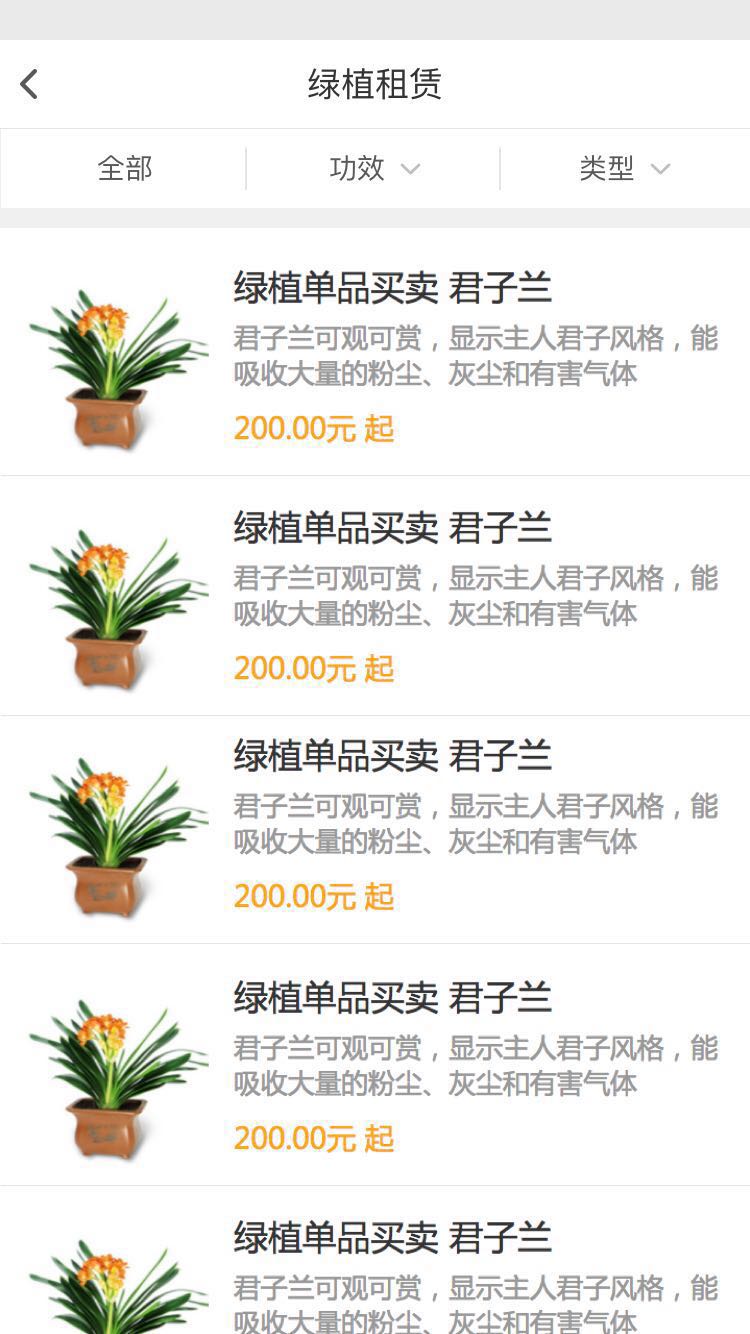 绿植租赁
全部 功效 类型
绿植单品买卖 君子兰
君子兰可观可赏，显示主人君子风格，能
吸收大量的粉尘、灰尘和有害气体
200.00元 起
绿植单品买卖 君子兰
君子兰可观可赏，显示主人君子风格，能
吸收大量的粉尘、灰尘和有害气体
200.00元 起
绿植单品买卖 君子兰
君子兰可观可赏，显示主人君子风格，能
吸收大量的粉尘、灰尘和有害气体
200.00元 起
绿植单品买卖 君子兰
君子兰可观可赏，显示主人君子风格，能
吸收大量的粉尘、灰尘和有害气体
200.00元 起
绿植单品买卖 君子兰
君子兰可观可赏，显示主人君子风格，能
吸收大量的粉尘、灰尘和有害气体